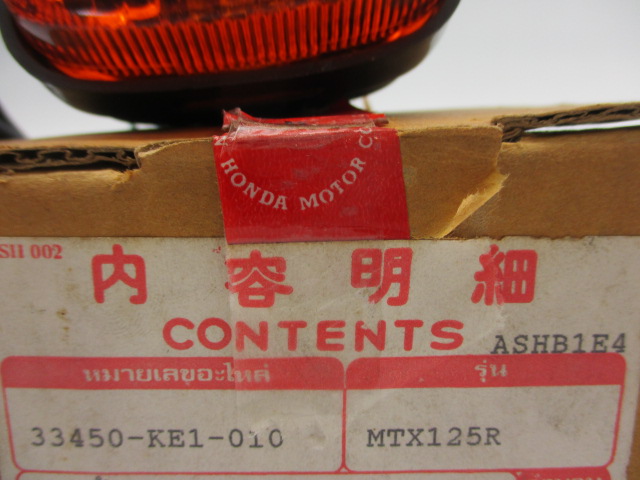 HONDA MOTOR CO
SH 002
内容明細
CONTENTS
ASHB1E4
หมายเลขอะไหล่
รุ่น
33450-KE1-010
MTX125R